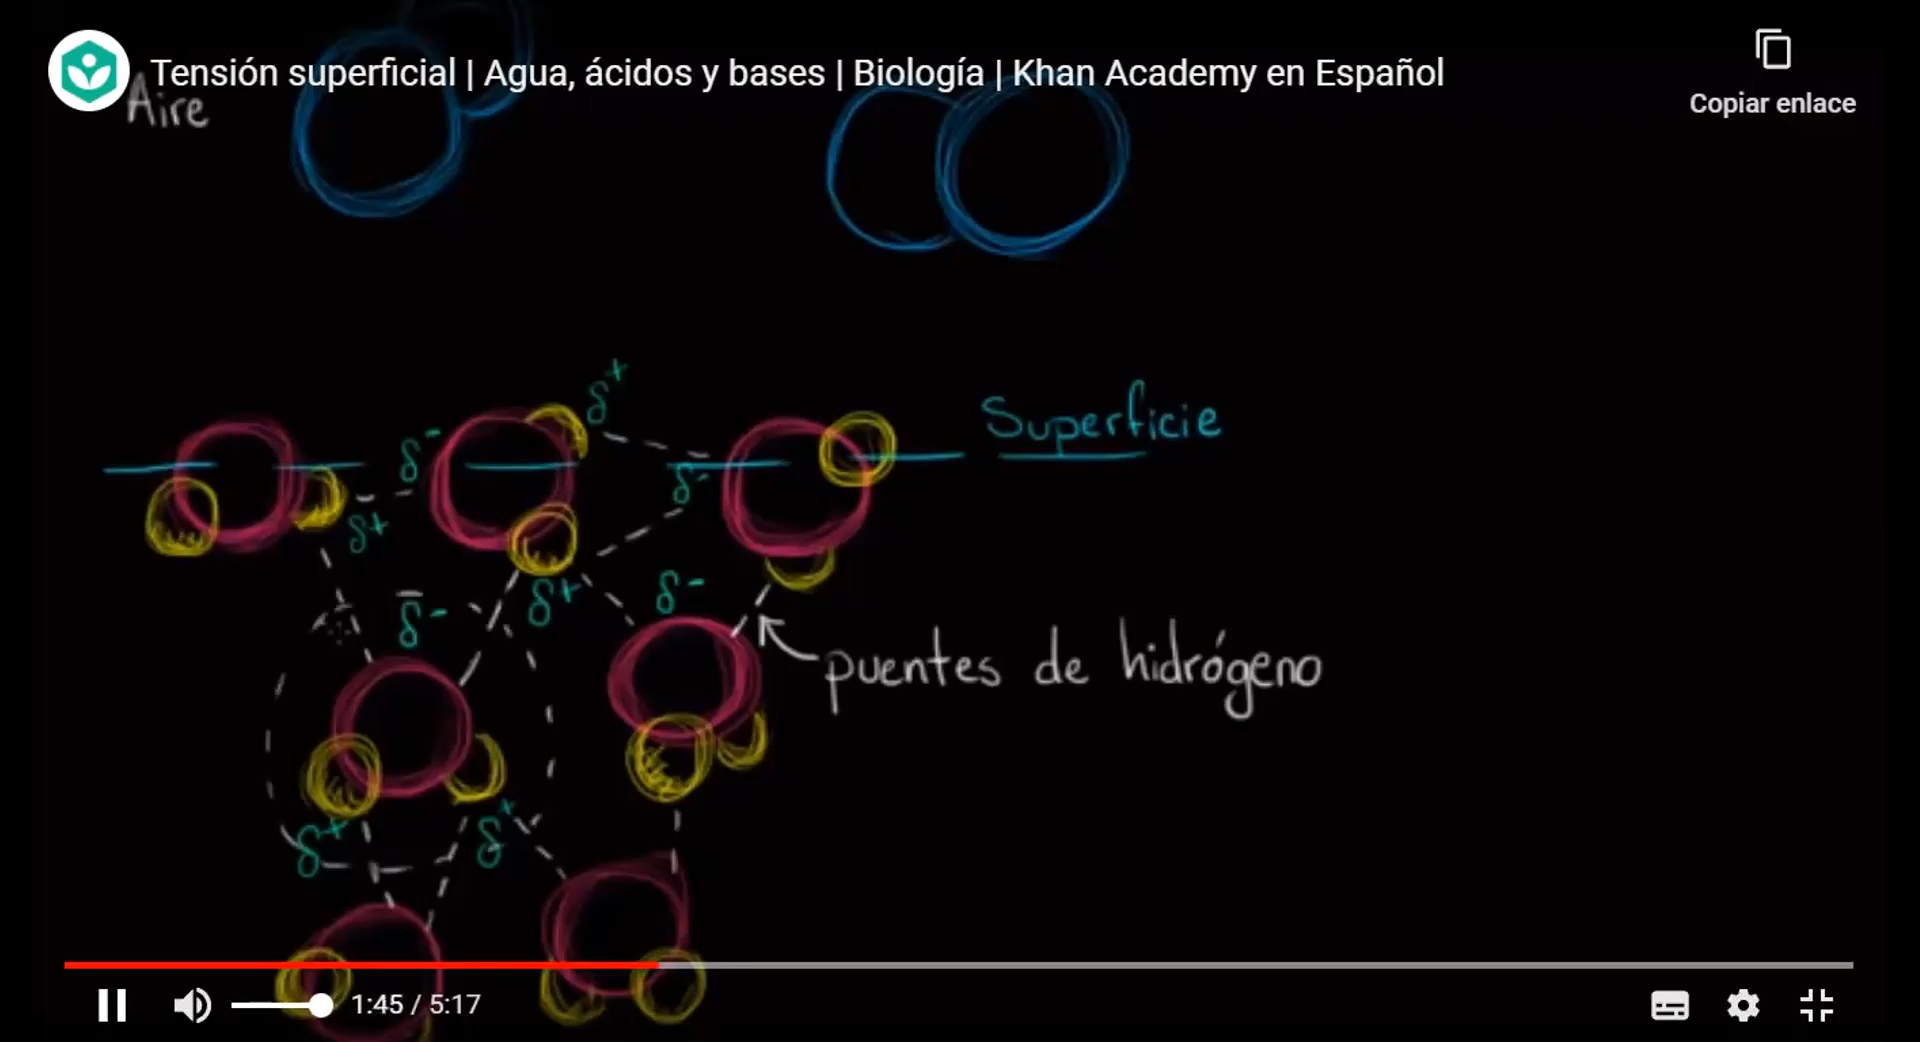 Tensión superficial | Agua, ácidos y bases | Biología | Khan Academy en Español
Copiar enlace
Aire
δ+
Superficie
δ-
δ-
δ+
δ-
δ+
δ-
puentes de hidrógeno
δ+
δ+
1:45 / 5:17